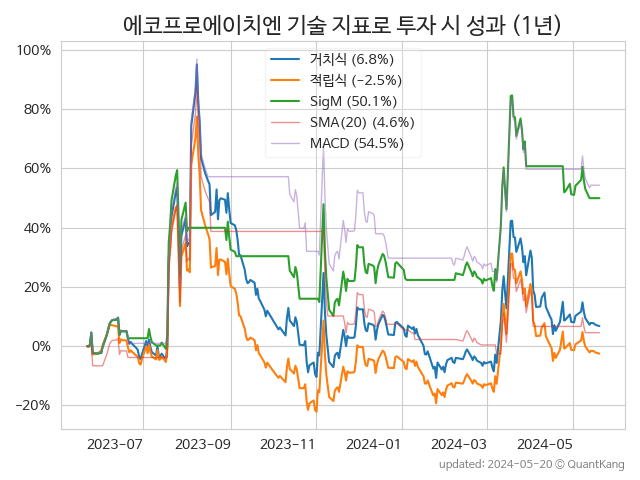 에코프로에이치엔 기술 지표로 투자 시 성과 (1년)
거치식 (6.8%)
적립식 (−2.5%)
SigM (50.1%)
SMA(20) (4.6%)
MACD (54.5%)
100%
80%
60%
40%
20%
0%
−20%
2023-07
2023-09
2023-11
2024-01
2024-03
2024-05
updated: 2024-05-20 © QuantKang